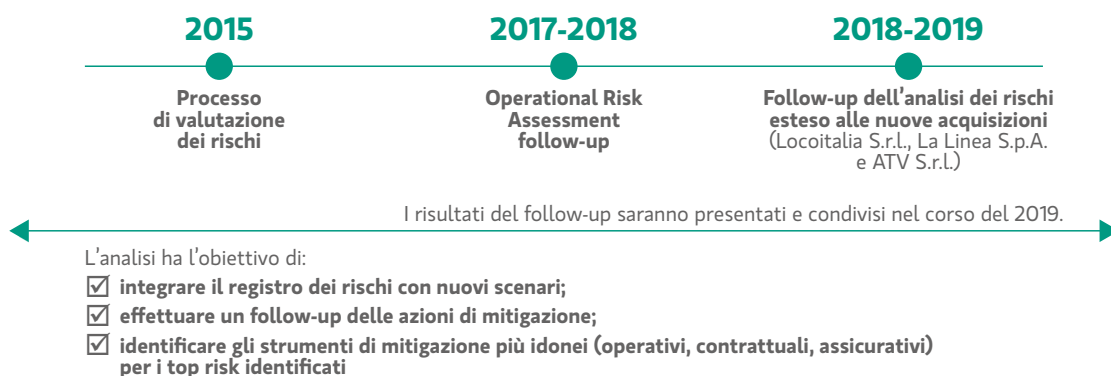 2015
Processo
di valutazione
dei rischi
2017-2018
Operational Risk
Assessment
follow-up
2018-2019
Follow-up dell'analisi dei rischi
esteso alle nuove acquisizioni
(Locoitalia S.r.l., La Linea S.p.A.
e ATV S.r.l.)
I risultati del follow-up saranno presentati e condivisi nel corso del 2019.
L'analisi ha l'obiettivo di:
☑ integrare il registro dei rischi con nuovi scenari;
☑ effettuare un follow-up delle azioni di mitigazione;
☑ identificare gli strumenti di mitigazione più idonei (operativi, contrattuali, assicurativi)
per i top risk identificati